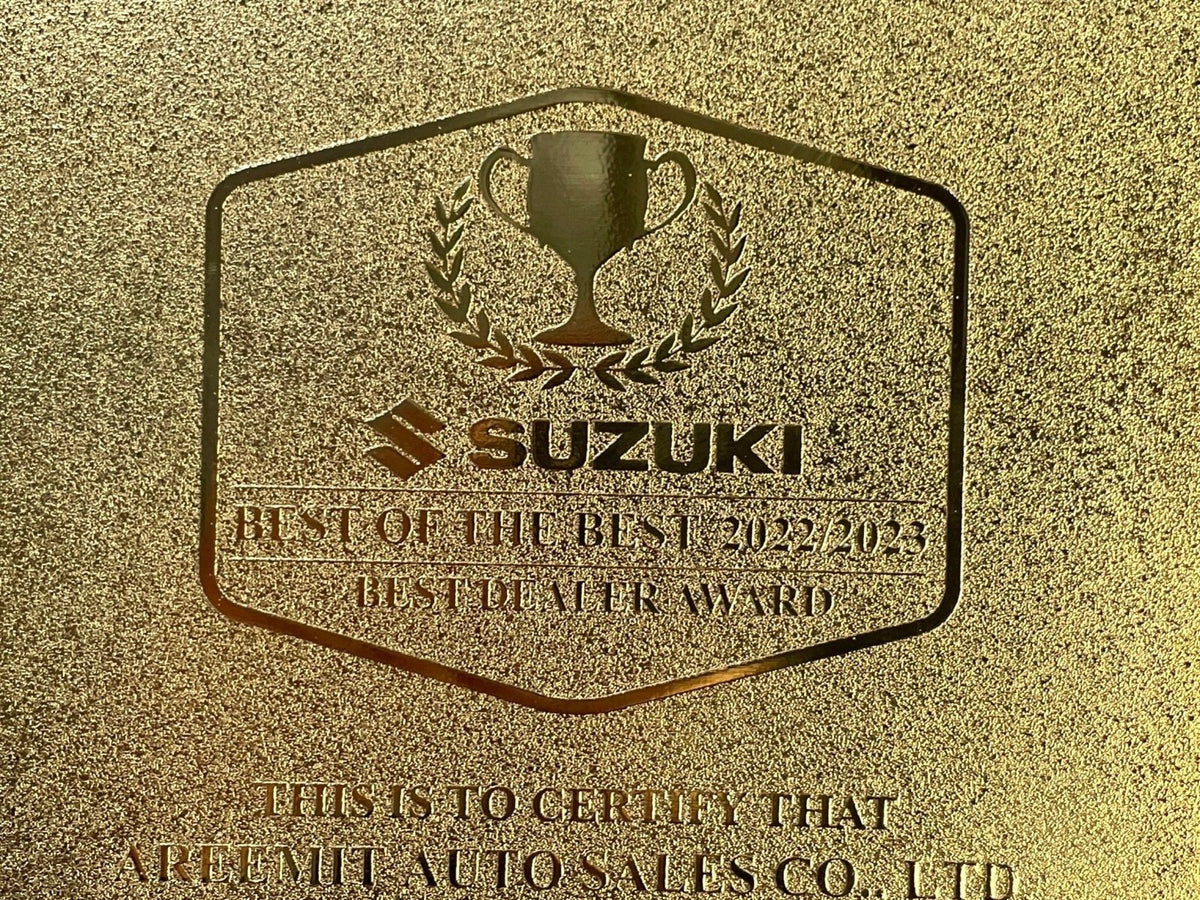 SUZUKI
BEST OF THE BEST 2022/2023
BEST DEALER AWARD
THIS IS TO CERTIFY THAT
AREEMIT AUTO SALES CO., LTD